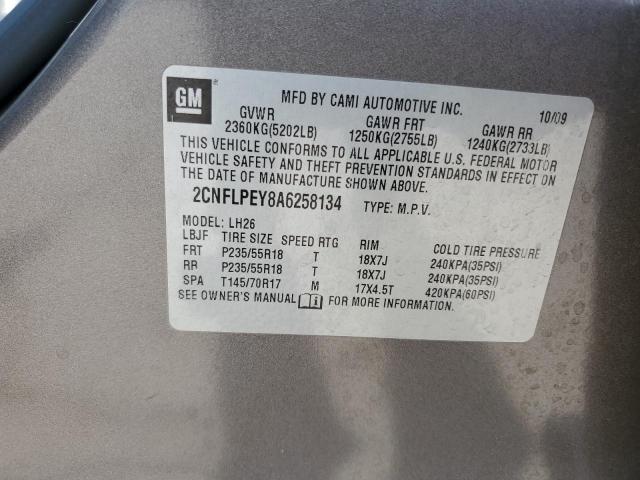 GM
MFD BY CAMI AUTOMOTIVE INC. 10/09
GVWR GAWR FRT GAWR RR
2360KG(5202LB) 1250KG(2755LB) 1240KG(2733LB)
THIS VEHICLE CONFORMS TO ALL APPLICABLE U.S. FEDERAL MOTOR
VEHICLE SAFETY AND THEFT PREVENTION STANDARDS IN EFFECT ON
THE DATE OF MANUFACTURE SHOWN ABOVE.
2CNFLPEY8A6258134 TYPE: M.P.V.
MODEL: LH26
LBJF TIRE SIZE SPEED RTG RIM COLD TIRE PRESSURE
FRT P235/55R18 T 18X7J 240KPA(35PSI)
RR P235/55R18 T 18X7J 240KPA(35PSI)
SPA T145/70R17 M 17X4.5T 420KPA(60PSI)
SEE OWNER'S MANUAL FOR MORE INFORMATION.